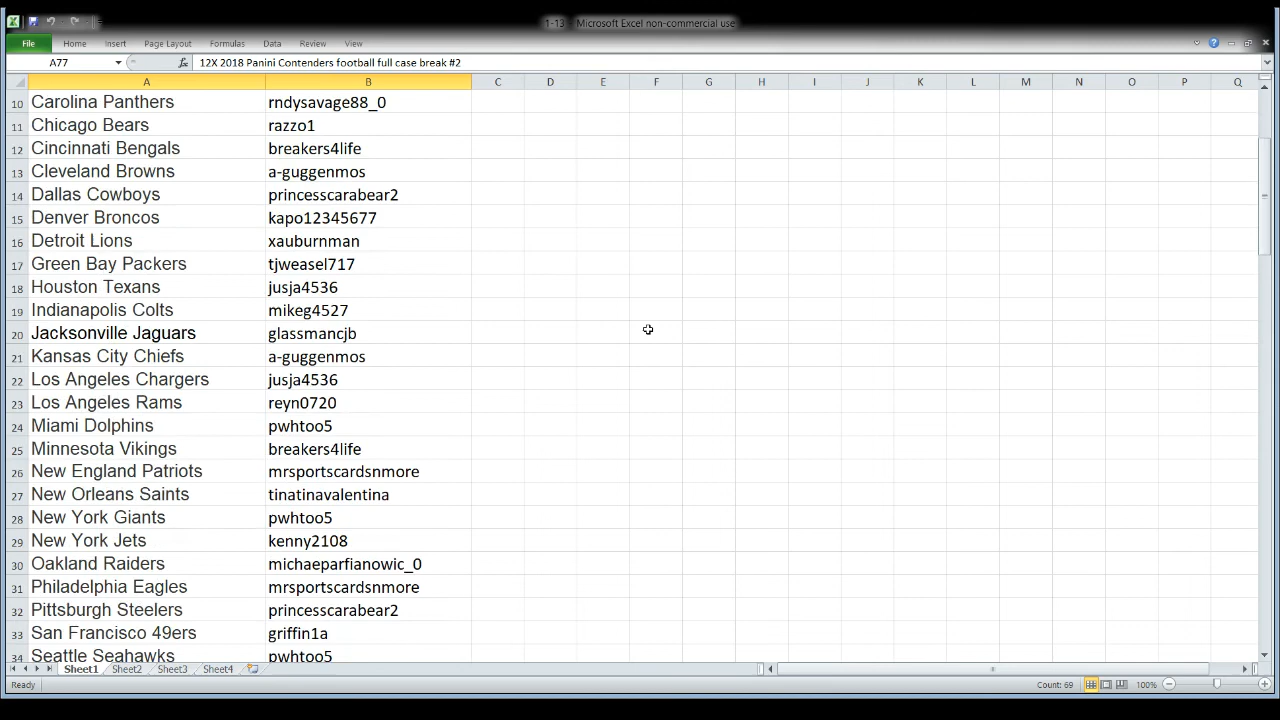 1-13 - Microsoft Excel non-commercial use
File Home Insert Page Layout Formulas Data Review View
A77 fx 12X 2018 Panini Contenders football full case break #2
A B C D E F G H I J K L M N O P Q
10 Carolina Panthers rndysavage88_0
11 Chicago Bears razzo1
12 Cincinnati Bengals breakers4life
13 Cleveland Browns a-guggenmos
14 Dallas Cowboys princesscarabear2
15 Denver Broncos kapo12345677
16 Detroit Lions xauburnman
17 Green Bay Packers tjweasel717
18 Houston Texans jusja4536
19 Indianapolis Colts mikeg4527
20 Jacksonville Jaguars glassmancjb
21 Kansas City Chiefs a-guggenmos
22 Los Angeles Chargers jusja4536
23 Los Angeles Rams reyn0720
24 Miami Dolphins pwhtoo5
25 Minnesota Vikings breakers4life
26 New England Patriots mrsportscardsnmore
27 New Orleans Saints tinatinavalentina
28 New York Giants pwhtoo5
29 New York Jets kenny2108
30 Oakland Raiders michaeparfianowic_0
31 Philadelphia Eagles mrsportscardsnmore
32 Pittsburgh Steelers princesscarabear2
33 San Francisco 49ers griffin1a
34 Seattle Seahawks pwhtoo5
Sheet1 Sheet2 Sheet3 Sheet4
Ready Count: 69 100%